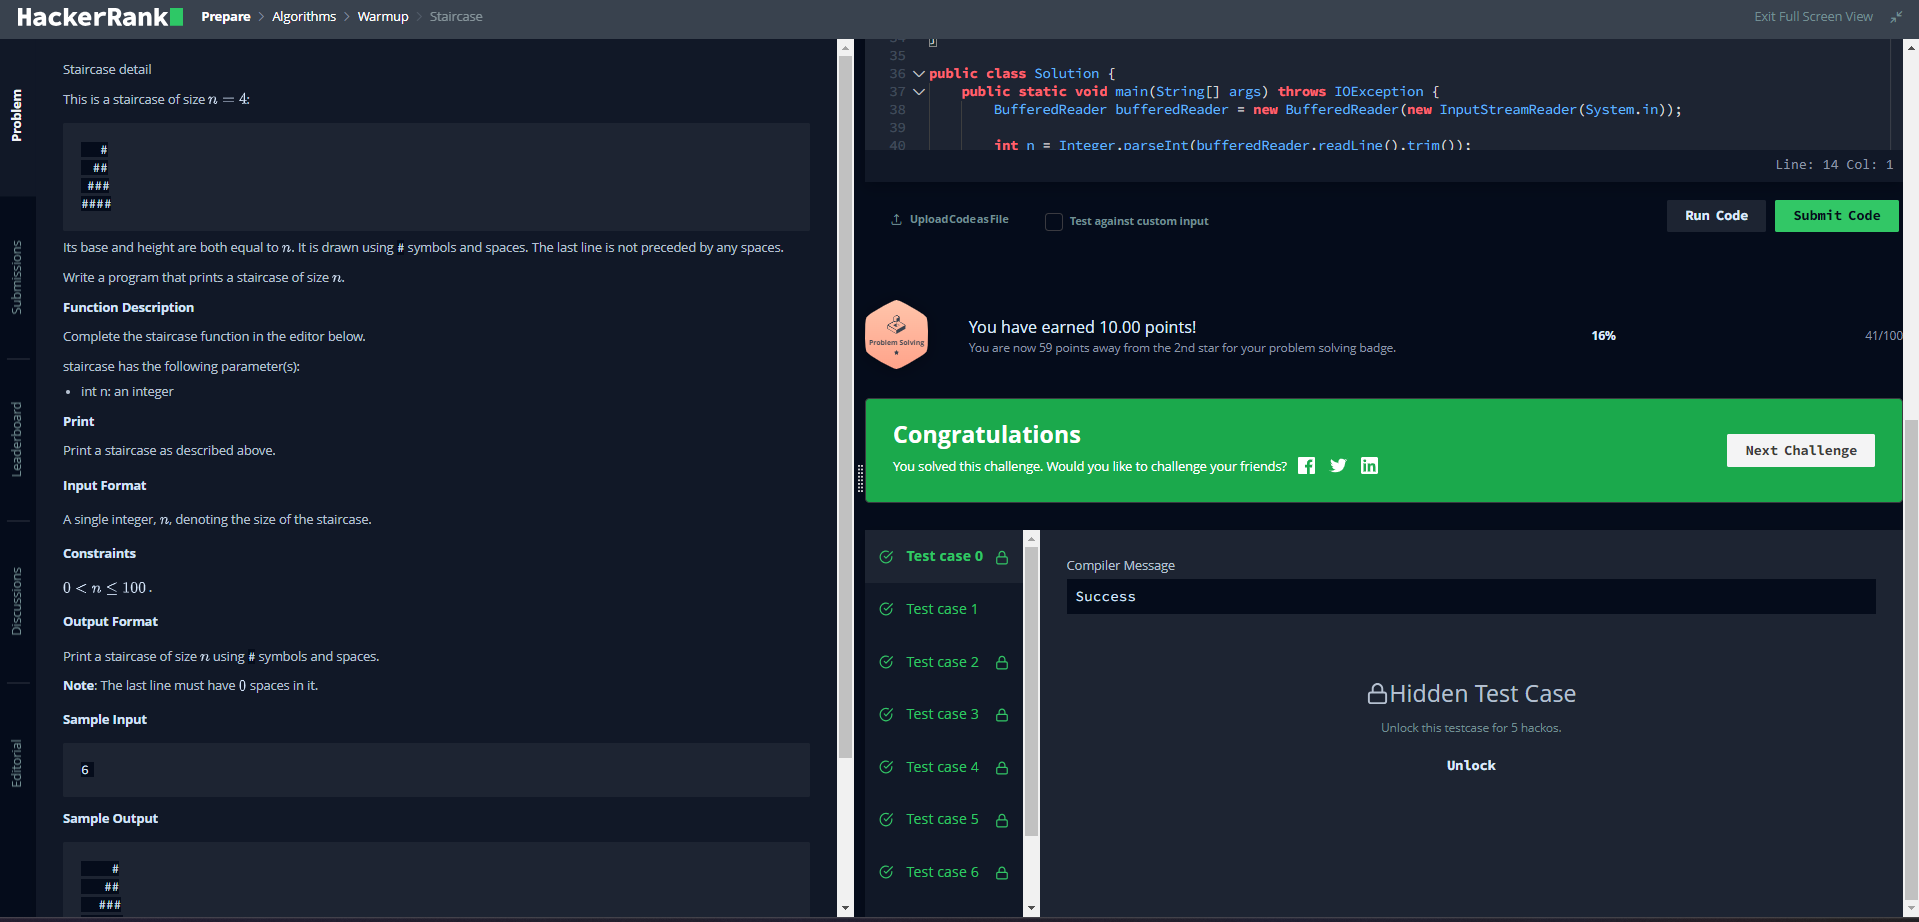 HackerRank
Prepare > Algorithms > Warmup > Staircase
Exit Full Screen View
Problem
Submissions
Leaderboard
Discussions
Editorial
Staircase detail
This is a staircase of size n = 4:
   #
  ##
 ###
####
Its base and height are both equal to n. It is drawn using # symbols and spaces. The last line is not preceded by any spaces.
Write a program that prints a staircase of size n.
Function Description
Complete the staircase function in the editor below.
staircase has the following parameter(s):
• int n: an integer
Print
Print a staircase as described above.
Input Format
A single integer, n, denoting the size of the staircase.
Constraints
0 < n ≤ 100 .
Output Format
Print a staircase of size n using # symbols and spaces.
Note: The last line must have 0 spaces in it.
Sample Input
6
Sample Output
     #
    ##
   ###
34 }
35
36 public class Solution {
37 public static void main(String[] args) throws IOException {
38 BufferedReader bufferedReader = new BufferedReader(new InputStreamReader(System.in));
39
40 int n = Integer.parseInt(bufferedReader.readLine().trim());
Line: 14 Col: 1
Upload Code as File
Test against custom input
Run Code
Submit Code
Problem Solving
You have earned 10.00 points!
You are now 59 points away from the 2nd star for your problem solving badge.
16%
41/100
Congratulations
You solved this challenge. Would you like to challenge your friends?
Next Challenge
Test case 0
Test case 1
Test case 2
Test case 3
Test case 4
Test case 5
Test case 6
Compiler Message
Success
Hidden Test Case
Unlock this testcase for 5 hackos.
Unlock